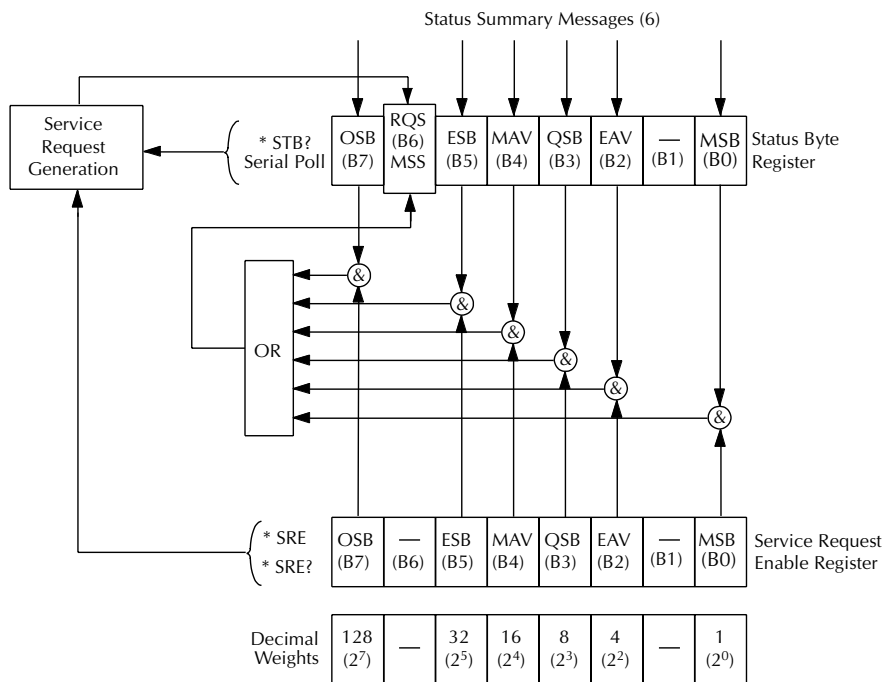 Status Summary Messages (6)
Service
Request
Generation
* STB?
Serial Poll
OSB
(B7)
RQS
(B6)
MSS
ESB
(B5)
MAV
(B4)
QSB
(B3)
EAV
(B2)
—
(B1)
MSB
(B0)
Status Byte
Register
&
&
&
&
&
&
OR
* SRE
* SRE?
OSB
(B7)
—
(B6)
ESB
(B5)
MAV
(B4)
QSB
(B3)
EAV
(B2)
—
(B1)
MSB
(B0)
Service Request
Enable Register
Decimal
Weights
128
(2⁷)
—
32
(2⁵)
16
(2⁴)
8
(2³)
4
(2²)
—
1
(2⁰)